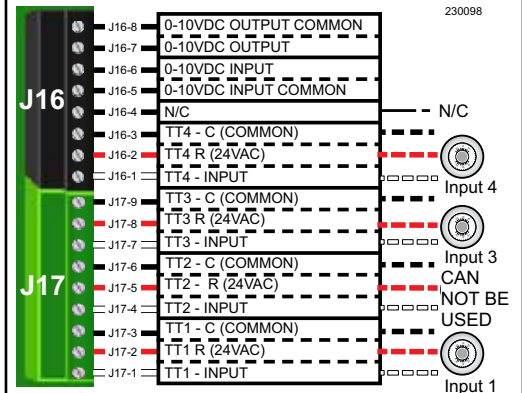 230098
J16-8 0-10VDC OUTPUT COMMON
J16-7 0-10VDC OUTPUT
J16-6 0-10VDC INPUT
J16-5 0-10VDC INPUT COMMON
J16
J16-4 N/C N/C
J16-3 TT4 - C (COMMON)
J16-2 TT4 R (24VAC)
J16-1 TT4 - INPUT
Input 4
J17-9 TT3 - C (COMMON)
J17-8 TT3 R (24VAC)
J17-7 TT3 - INPUT
Input 3
J17-6 TT2 - C (COMMON)
J17
J17-5 TT2 - R (24VAC)
J17-4 TT2 - INPUT
CAN
NOT BE
USED
J17-3 TT1 - C (COMMON)
J17-2 TT1 R (24VAC)
J17-1 TT1 - INPUT
Input 1